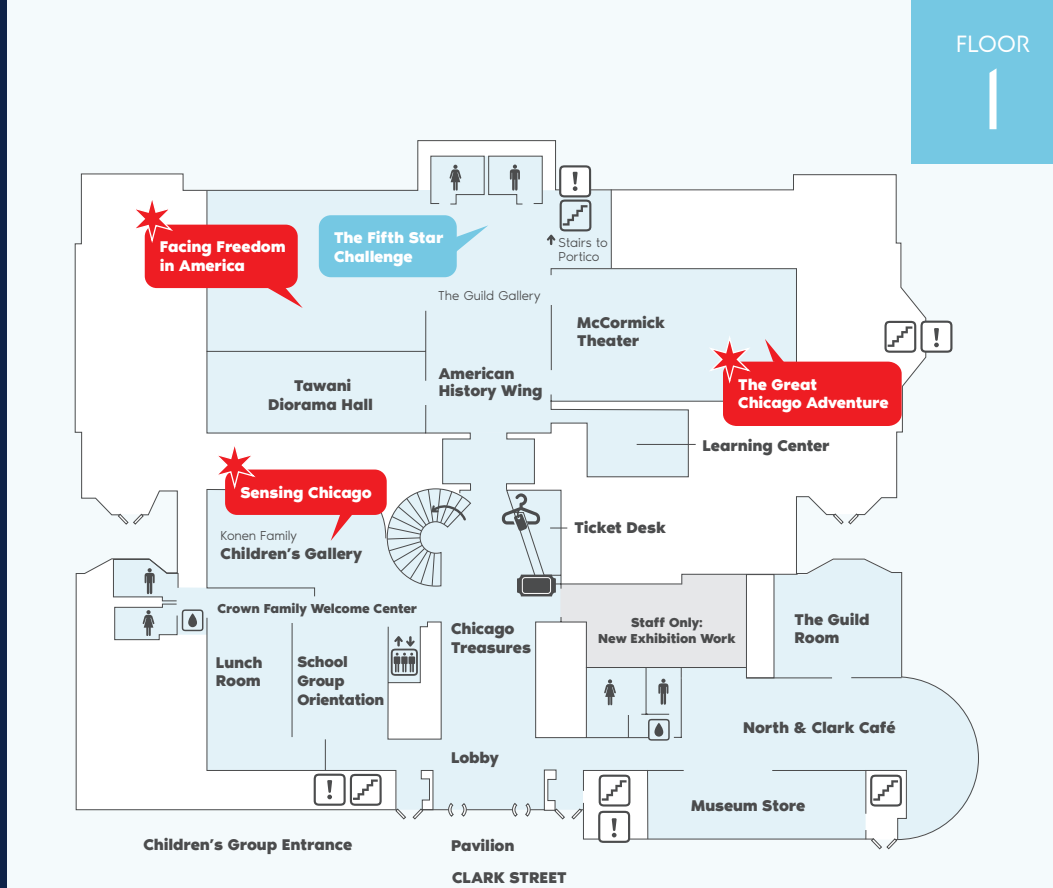 FLOOR
1
Facing Freedom
in America
The Fifth Star
Challenge
Stairs to
Portico
The Guild Gallery
McCormick
Theater
American
History Wing
Tawani
Diorama Hall
The Great
Chicago Adventure
Learning Center
Sensing Chicago
Konen Family
Children's Gallery
Ticket Desk
Crown Family Welcome Center
Chicago
Treasures
Staff Only:
New Exhibition Work
The Guild
Room
Lunch
Room
School
Group
Orientation
North & Clark Café
Lobby
Museum Store
Children's Group Entrance
Pavilion
CLARK STREET